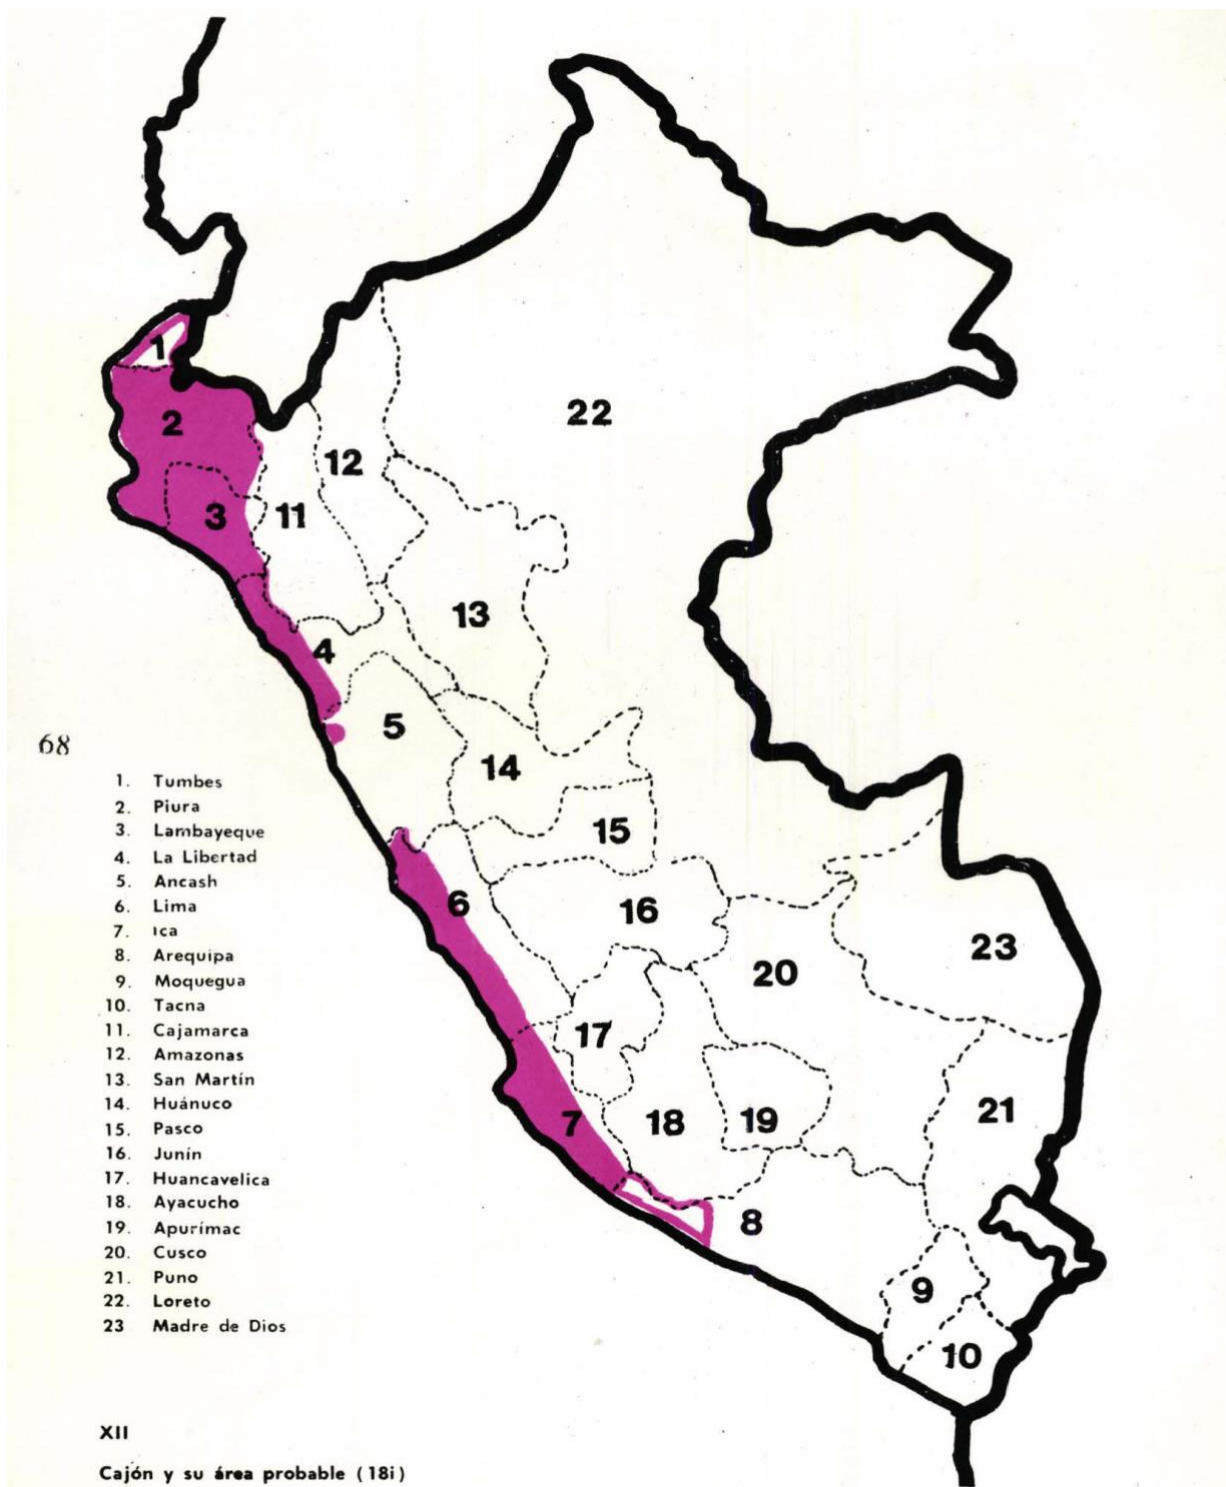 1
2
22
12
3
11
13
4
5
68
14
15
6
16
23
20
17
7
18
19
21
8
9
10
1. Tumbes
2. Piura
3. Lambayeque
4. La Libertad
5. Ancash
6. Lima
7. Ica
8. Arequipa
9. Moquegua
10. Tacna
11. Cajamarca
12. Amazonas
13. San Martín
14. Huánuco
15. Pasco
16. Junín
17. Huancavelica
18. Ayacucho
19. Apurímac
20. Cusco
21. Puno
22. Loreto
23 Madre de Dios
XII
Cajón y su área probable (18i)